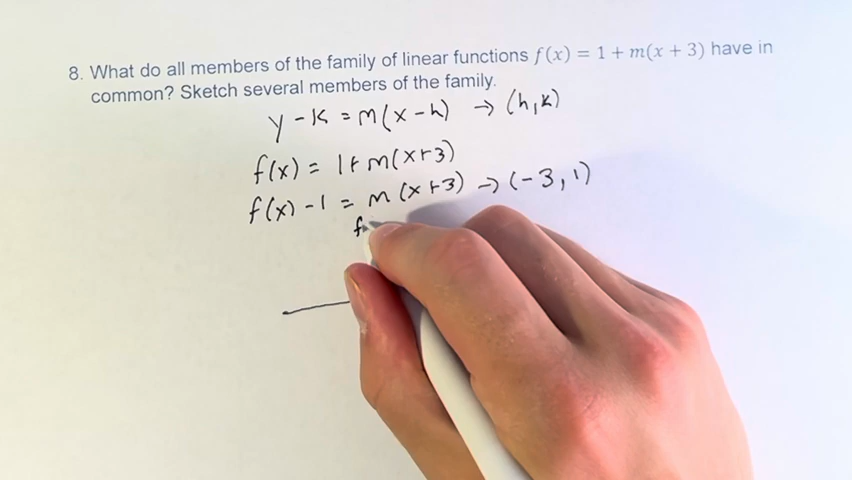 8. What do all members of the family of linear functions f(x) = 1 + m(x + 3) have in
common? Sketch several members of the family.
y - k = m(x - h) → (h, k)
f(x) = 1 + m(x+3)
f(x) - 1 = m(x+3) → (-3, 1)
f